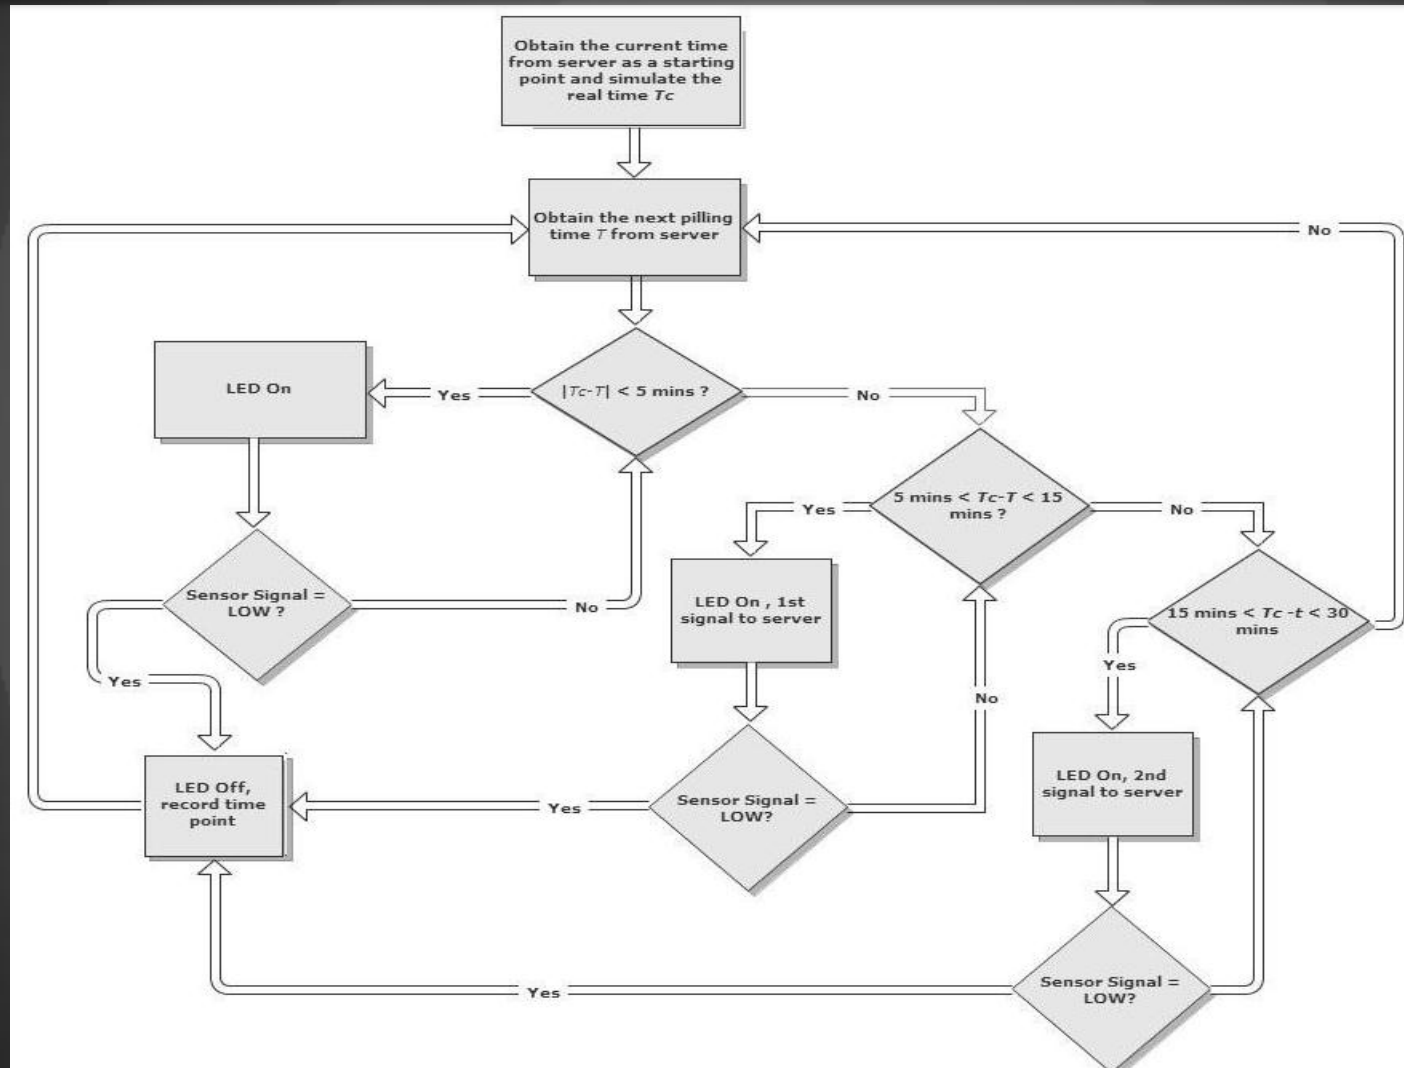 Obtain the current time
from server as a starting
point and simulate the
real time Tc
Obtain the next pilling
time T from server
No
LED On
Yes
|Tc-T| < 5 mins ?
No
5 mins < Tc-T < 15
mins ?
Yes
No
Sensor Signal =
LOW ?
No
LED On , 1st
signal to server
15 mins < Tc -t < 30
mins
Yes
Yes
No
LED Off,
record time
point
Yes
Sensor Signal =
LOW?
LED On, 2nd
signal to server
Yes
Sensor Signal =
LOW?